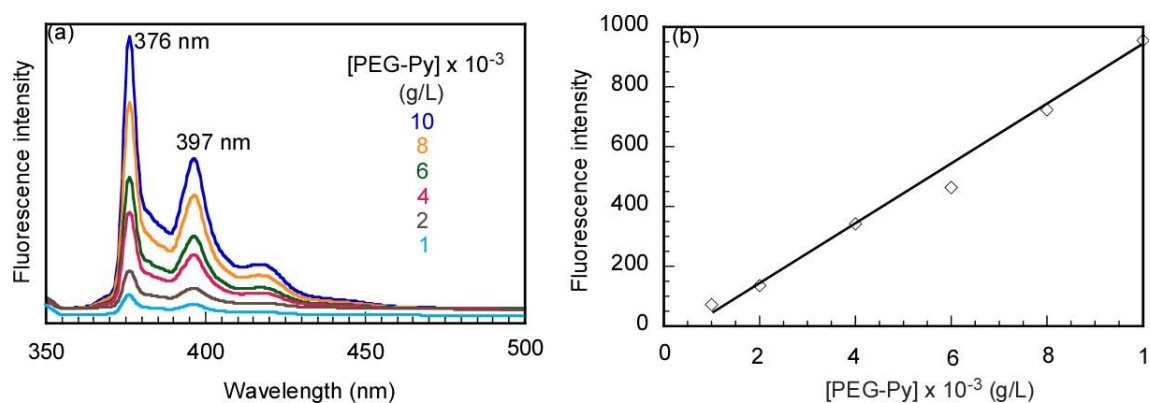 (a)
376 nm
397 nm
[PEG-Py] x 10-3
(g/L)
10
8
6
4
2
1
Fluorescence intensity
350 400 450 500
Wavelength (nm)
(b)
1000
800
600
400
200
0
Fluorescence intensity
0 2 4 6 8 1
[PEG-Py] x 10-3 (g/L)